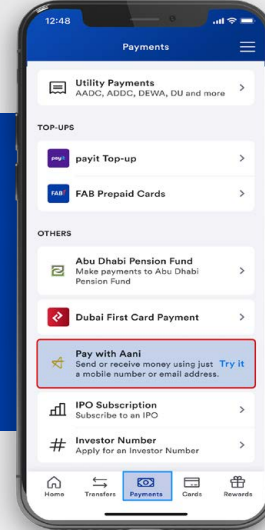 12:48
Payments
Utility Payments
AADC, ADDC, DEWA, DU and more
TOP-UPS
payit
payit Top-up
FAB
FAB Prepaid Cards
OTHERS
Abu Dhabi Pension Fund
Make payments to Abu Dhabi
Pension Fund
Dubai First Card Payment
Pay with Aani
Send or receive money using just Try it
a mobile number or email address.
IPO Subscription
Subscribe to an IPO
Investor Number
Apply for an Investor Number
Home Transfers Payments Cards Rewards